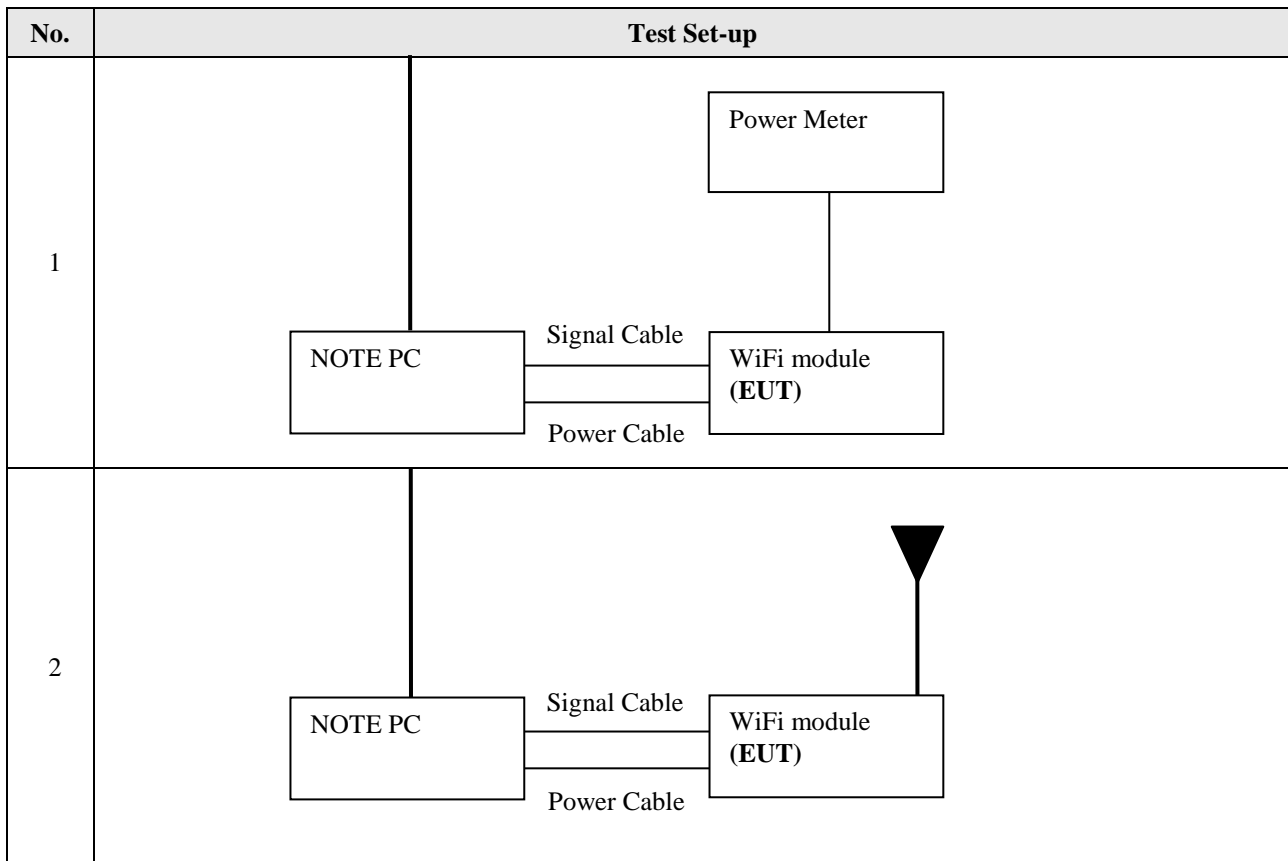 No.
Test Set-up
1
Power Meter
NOTE PC
Signal Cable
Power Cable
WiFi module
(EUT)
2
NOTE PC
Signal Cable
Power Cable
WiFi module
(EUT)